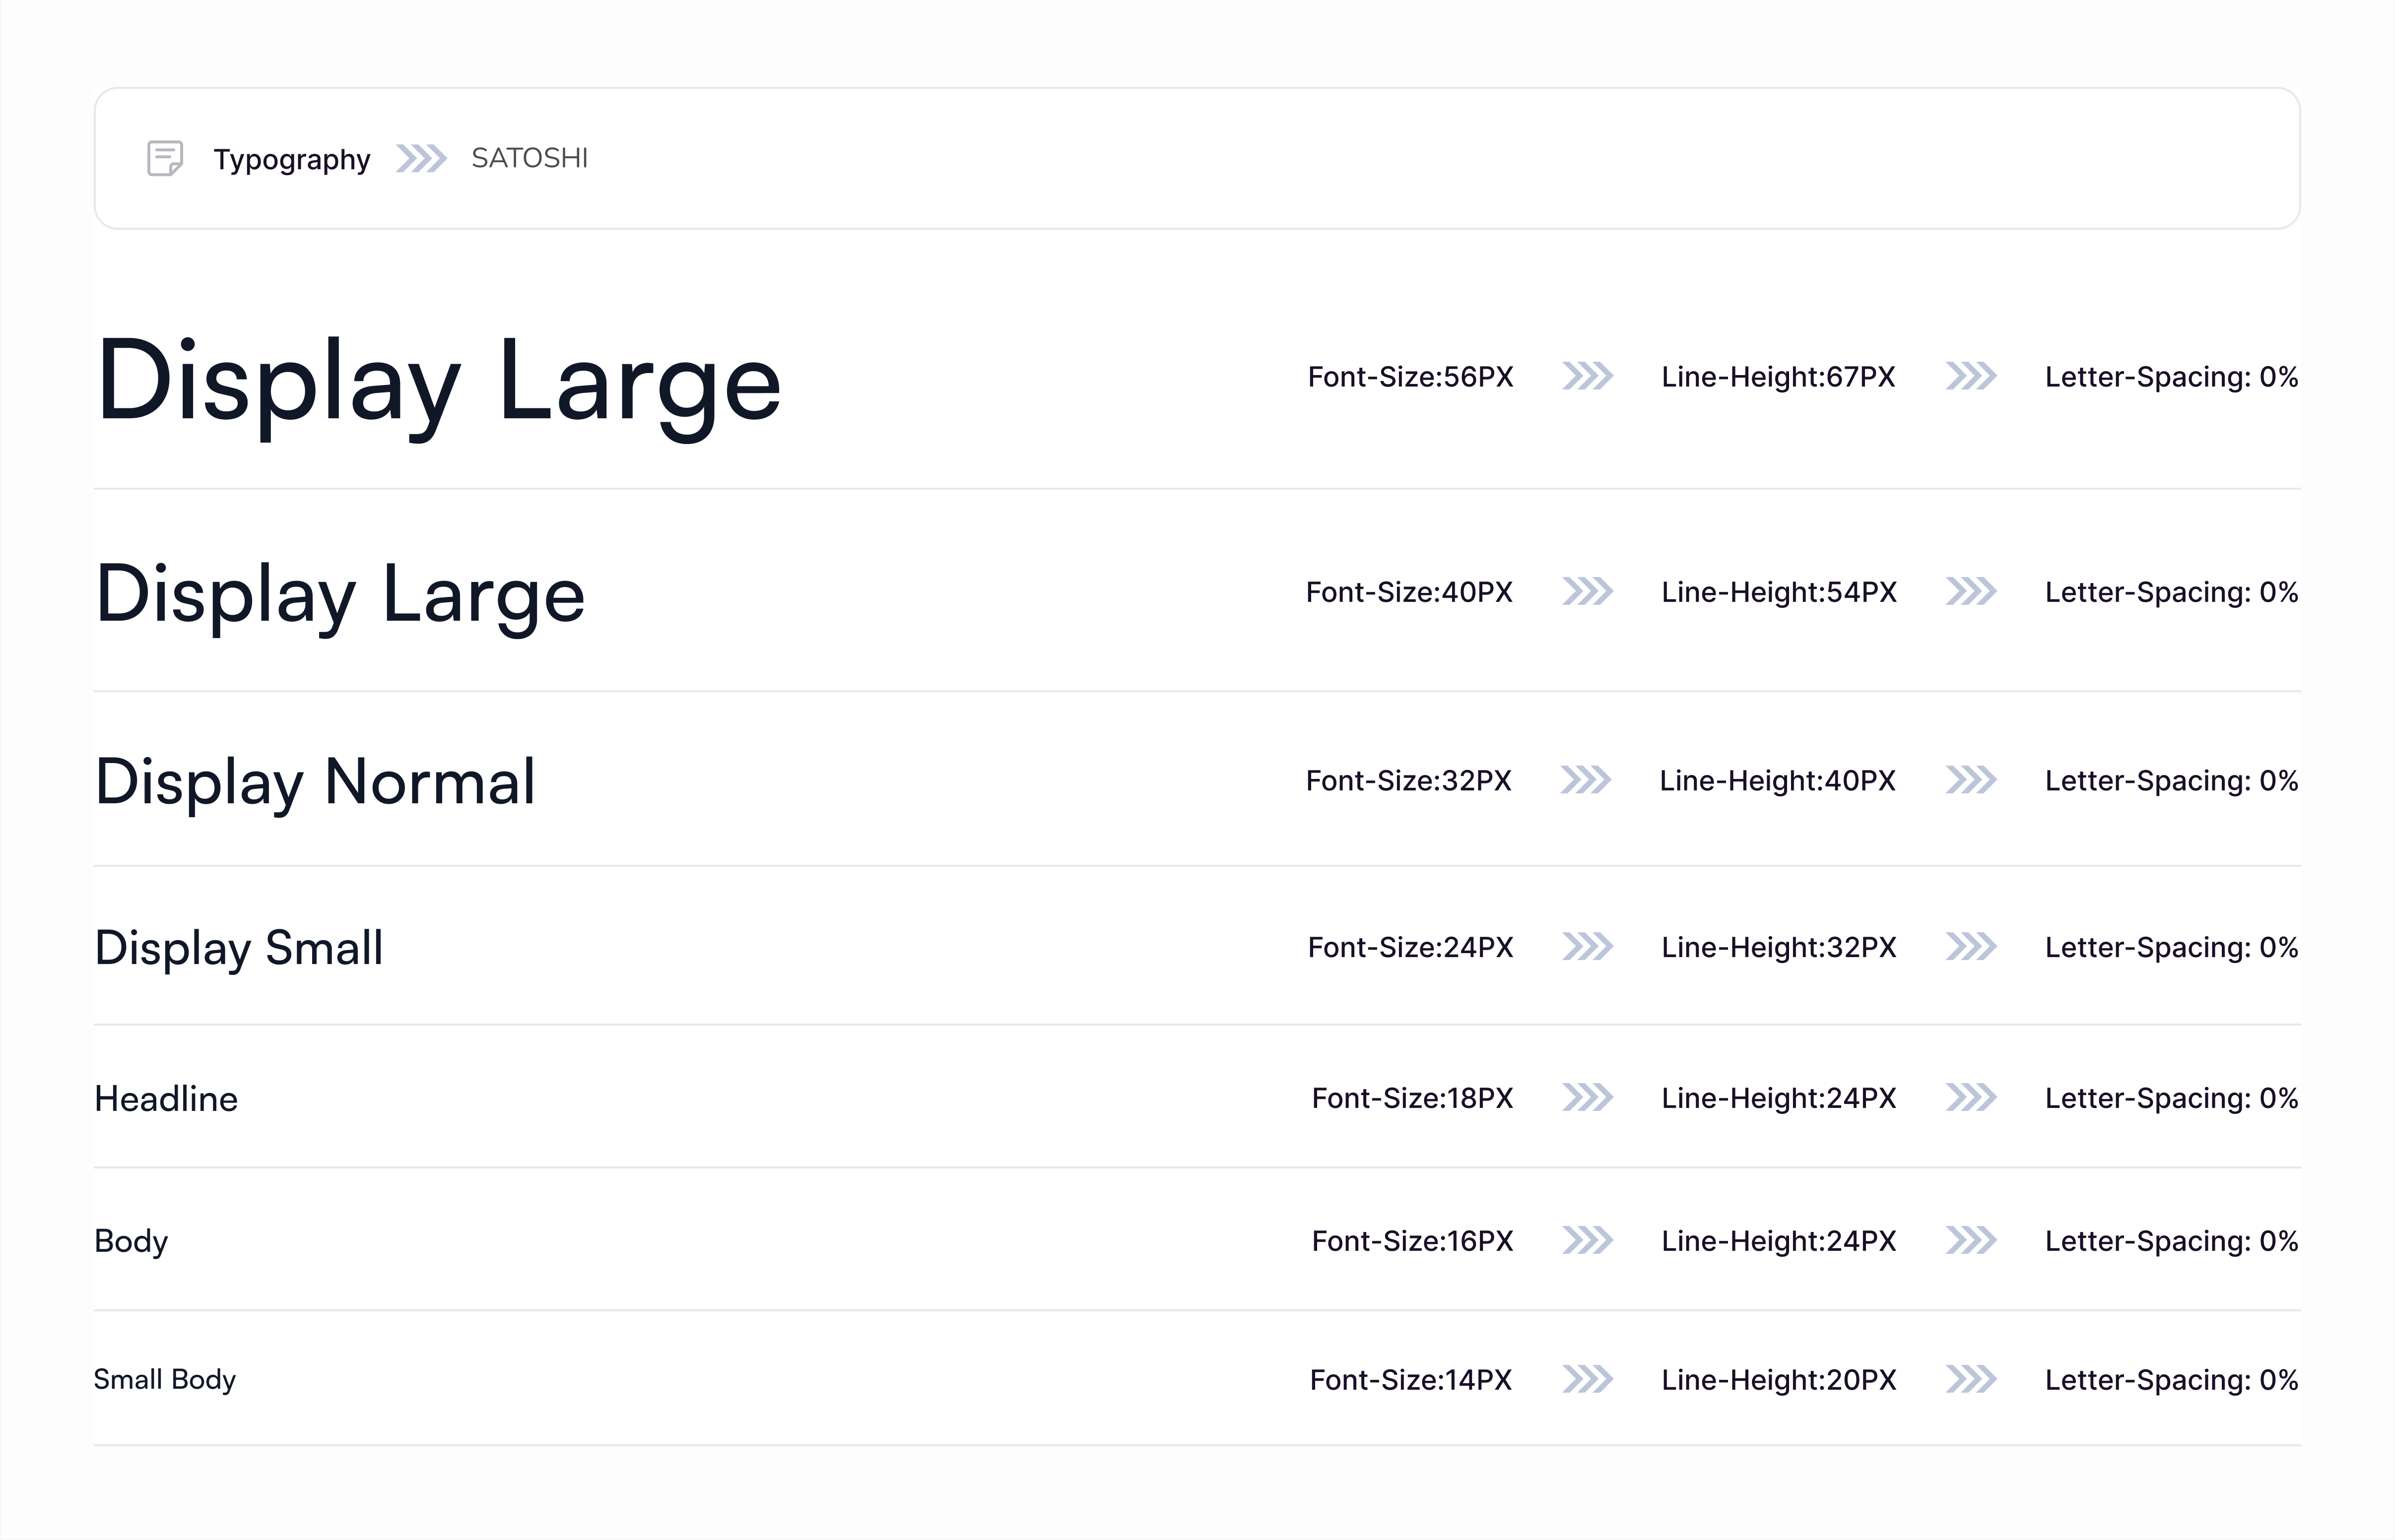 Typography SATOSHI
Display Large Font-Size:56PX Line-Height:67PX Letter-Spacing: 0%
Display Large Font-Size:40PX Line-Height:54PX Letter-Spacing: 0%
Display Normal Font-Size:32PX Line-Height:40PX Letter-Spacing: 0%
Display Small Font-Size:24PX Line-Height:32PX Letter-Spacing: 0%
Headline Font-Size:18PX Line-Height:24PX Letter-Spacing: 0%
Body Font-Size:16PX Line-Height:24PX Letter-Spacing: 0%
Small Body Font-Size:14PX Line-Height:20PX Letter-Spacing: 0%